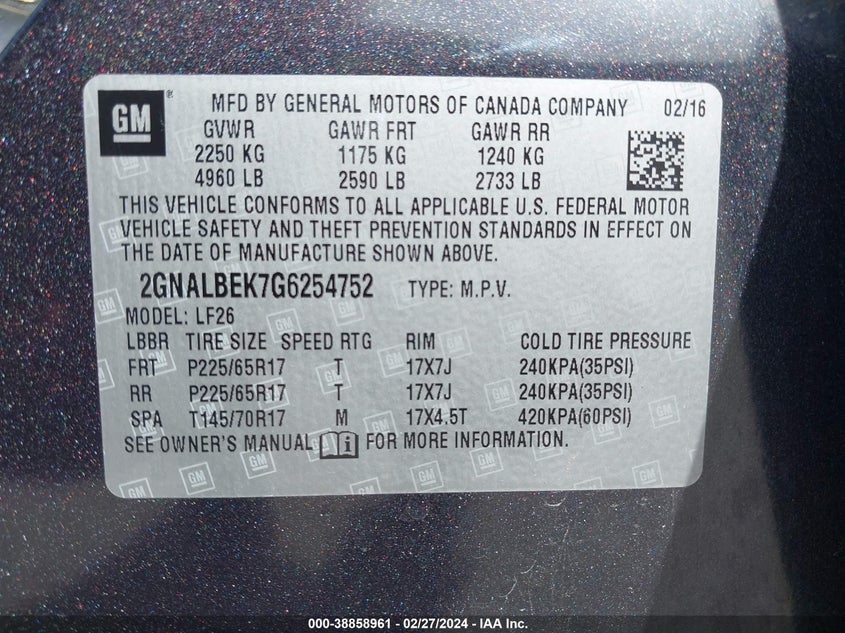 GM® MFD BY GENERAL MOTORS OF CANADA COMPANY 02/16
GVWR GAWR FRT GAWR RR
2250 KG 1175 KG 1240 KG
4960 LB 2590 LB 2733 LB
THIS VEHICLE CONFORMS TO ALL APPLICABLE U.S. FEDERAL MOTOR
VEHICLE SAFETY AND THEFT PREVENTION STANDARDS IN EFFECT ON
THE DATE OF MANUFACTURE SHOWN ABOVE.
2GNALBEK7G6254752 TYPE: M.P.V.
MODEL: LF26
LBBR TIRE SIZE SPEED RTG RIM COLD TIRE PRESSURE
FRT P225/65R17 T 17X7J 240KPA(35PSI)
RR P225/65R17 T 17X7J 240KPA(35PSI)
SPA T145/70R17 M 17X4.5T 420KPA(60PSI)
SEE OWNER'S MANUAL i FOR MORE INFORMATION.
000-38858961 - 02/27/2024 - IAA Inc.